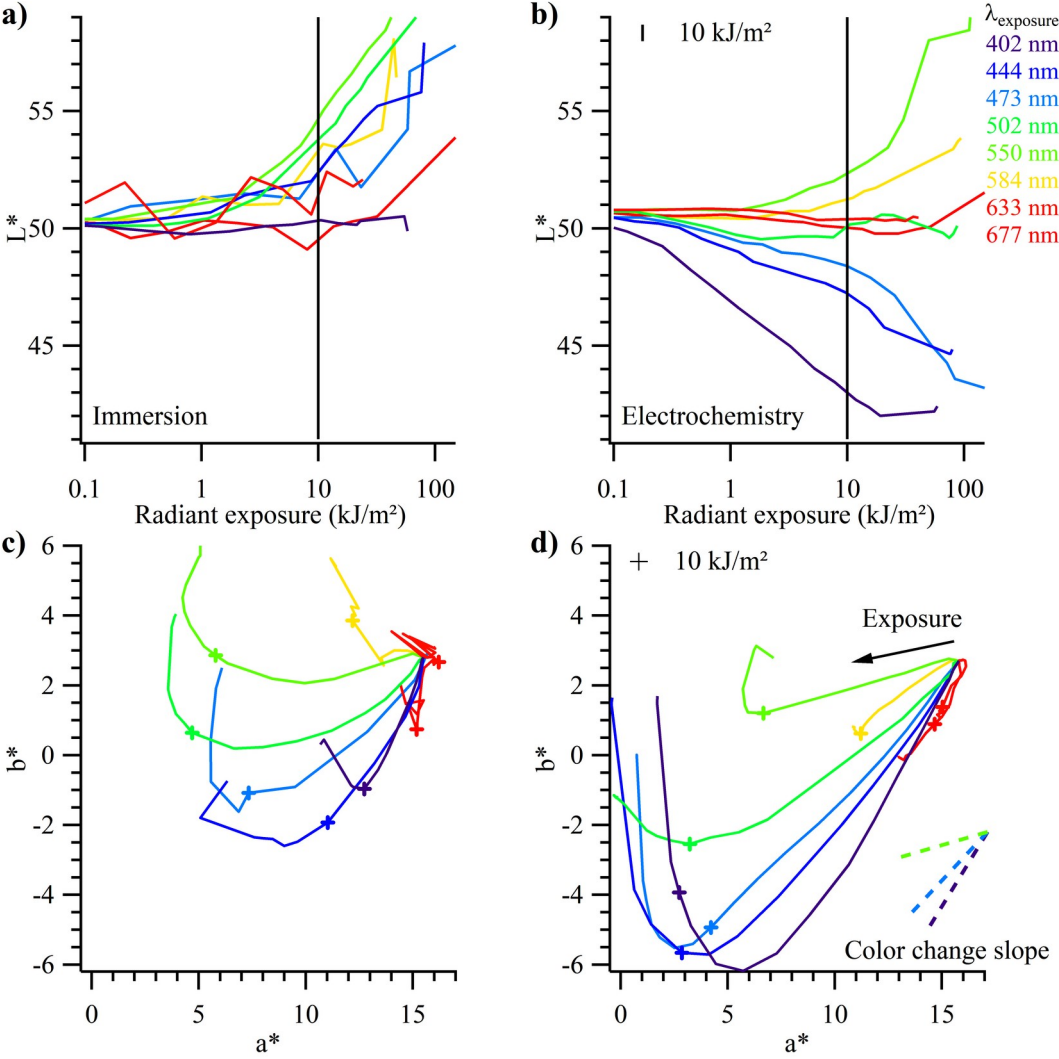 a)
55
50
45
L*
Immersion
0.1 1 10 100
Radiant exposure (kJ/m²)
b)
10 kJ/m²
55
50
45
L*
Electrochemistry
0.1 1 10 100
Radiant exposure (kJ/m²)
λexposure
402 nm
444 nm
473 nm
502 nm
550 nm
584 nm
633 nm
677 nm
c)
6
4
2
0
-2
-4
-6
b*
0 5 10 15
a*
d)
10 kJ/m²
Exposure
6
4
2
0
-2
-4
-6
b*
Color change slope
0 5 10 15
a*